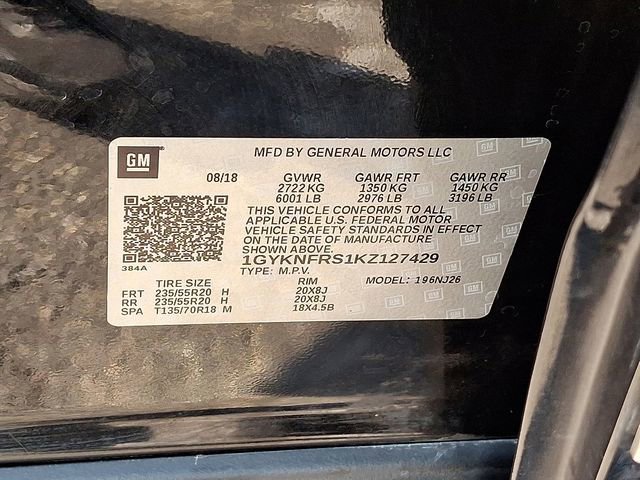 GM
MFD BY GENERAL MOTORS LLC
08/18 GVWR GAWR FRT GAWR RR
2722 KG 1350 KG 1450 KG
6001 LB 2976 LB 3196 LB
THIS VEHICLE CONFORMS TO ALL
APPLICABLE U.S. FEDERAL MOTOR
VEHICLE SAFETY STANDARDS IN EFFECT
ON THE DATE OF MANUFACTURE
SHOWN ABOVE.
1GYKNFRS1KZ127429
384A
TYPE: M.P.V.
MODEL: 196NJ26
TIRE SIZE RIM
FRT 235/55R20 H 20X8J
RR 235/55R20 H 20X8J
SPA T135/70R18 M 18X4.5B